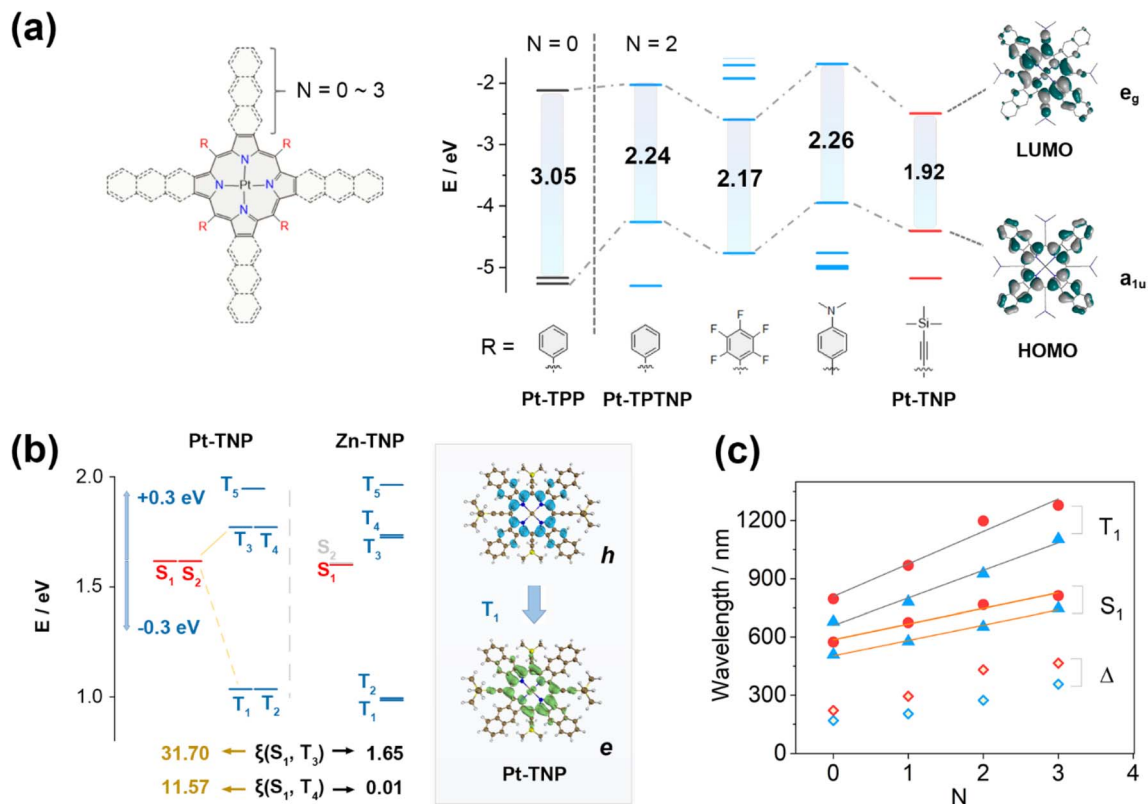 (a)
N = 0 ~ 3
R
R
N
N
Pt
N
N
R
R
N = 0
N = 2
E / eV
-2
-3
-4
-5
3.05
2.24
2.17
2.26
1.92
e_g
LUMO
a_1u
HOMO
R =
F
F
F
F
F
N
Si
Pt-TPP
Pt-TPTNP
Pt-TNP
(b)
Pt-TNP
Zn-TNP
E / eV
2.0
1.5
1.0
+0.3 eV
-0.3 eV
T₅
T₃ T₄
S₁ S₂
T₁ T₂
T₅
T₄
T₃
S₂
S₁
T₂
T₁
31.70 ← ξ(S₁, T₃) → 1.65
11.57 ← ξ(S₁, T₄) → 0.01
h
T₁
e
Pt-TNP
(c)
Wavelength / nm
1200
900
600
300
0
T₁
S₁
Δ
0 1 2 3 4
N